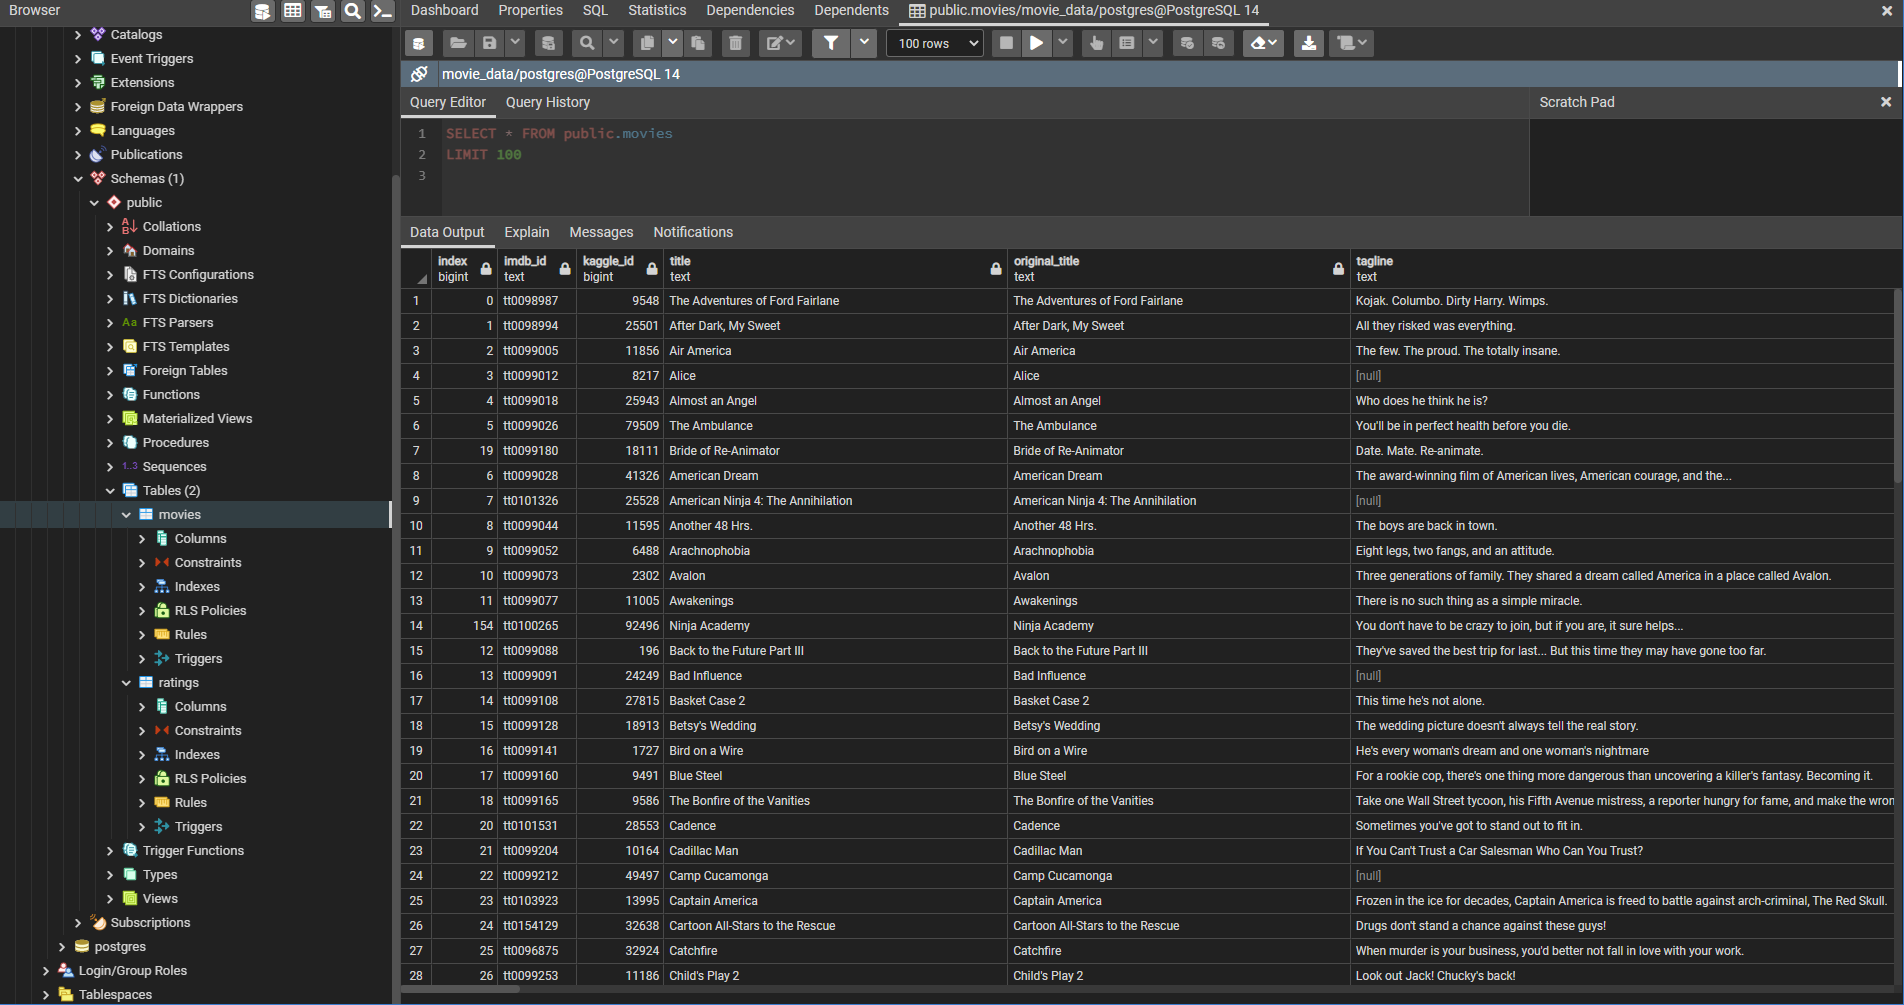 Browser
Catalogs
Event Triggers
Extensions
Foreign Data Wrappers
Languages
Publications
Schemas (1)
public
Collations
Domains
FTS Configurations
FTS Dictionaries
Aa FTS Parsers
FTS Templates
Foreign Tables
Functions
Materialized Views
Procedures
1..3 Sequences
Tables (2)
movies
Columns
Constraints
Indexes
RLS Policies
Rules
Triggers
ratings
Columns
Constraints
Indexes
RLS Policies
Rules
Triggers
Trigger Functions
Types
Views
Subscriptions
postgres
Login/Group Roles
Tablespaces
Dashboard Properties SQL Statistics Dependencies Dependents public.movies/movie_data/postgres@PostgreSQL 14
100 rows
movie_data/postgres@PostgreSQL 14
Query Editor Query History
Scratch Pad
1 SELECT * FROM public.movies
2 LIMIT 100
3
Data Output Explain Messages Notifications
index imdb_id kaggle_id title original_title tagline
bigint text bigint text text text
1 0 tt0098987 9548 The Adventures of Ford Fairlane The Adventures of Ford Fairlane Kojak. Columbo. Dirty Harry. Wimps.
2 1 tt0098994 25501 After Dark, My Sweet After Dark, My Sweet All they risked was everything.
3 2 tt0099005 11856 Air America Air America The few. The proud. The totally insane.
4 3 tt0099012 8217 Alice Alice [null]
5 4 tt0099018 25943 Almost an Angel Almost an Angel Who does he think he is?
6 5 tt0099026 79509 The Ambulance The Ambulance You'll be in perfect health before you die.
7 19 tt0099180 18111 Bride of Re-Animator Bride of Re-Animator Date. Mate. Re-animate.
8 6 tt0099028 41326 American Dream American Dream The award-winning film of American lives, American courage, and the...
9 7 tt0101326 25528 American Ninja 4: The Annihilation American Ninja 4: The Annihilation [null]
10 8 tt0099044 11595 Another 48 Hrs. Another 48 Hrs. The boys are back in town.
11 9 tt0099052 6488 Arachnophobia Arachnophobia Eight legs, two fangs, and an attitude.
12 10 tt0099073 2302 Avalon Avalon Three generations of family. They shared a dream called America in a place called Avalon.
13 11 tt0099077 11005 Awakenings Awakenings There is no such thing as a simple miracle.
14 154 tt0100265 92496 Ninja Academy Ninja Academy You don't have to be crazy to join, but if you are, it sure helps...
15 12 tt0099088 196 Back to the Future Part III Back to the Future Part III They've saved the best trip for last... But this time they may have gone too far.
16 13 tt0099091 24249 Bad Influence Bad Influence [null]
17 14 tt0099108 27815 Basket Case 2 Basket Case 2 This time he's not alone.
18 15 tt0099128 18913 Betsy's Wedding Betsy's Wedding The wedding picture doesn't always tell the real story.
19 16 tt0099141 1727 Bird on a Wire Bird on a Wire He's every woman's dream and one woman's nightmare
20 17 tt0099160 9491 Blue Steel Blue Steel For a rookie cop, there's one thing more dangerous than uncovering a killer's fantasy. Becoming it.
21 18 tt0099165 9586 The Bonfire of the Vanities The Bonfire of the Vanities Take one Wall Street tycoon, his Fifth Avenue mistress, a reporter hungry for fame, and make the wron
22 20 tt0101531 28553 Cadence Cadence Sometimes you've got to stand out to fit in.
23 21 tt0099204 10164 Cadillac Man Cadillac Man If You Can't Trust a Car Salesman Who Can You Trust?
24 22 tt0099212 49497 Camp Cucamonga Camp Cucamonga [null]
25 23 tt0103923 13995 Captain America Captain America Frozen in the ice for decades, Captain America is freed to battle against arch-criminal, The Red Skull.
26 24 tt0154129 32638 Cartoon All-Stars to the Rescue Cartoon All-Stars to the Rescue Drugs don't stand a chance against these guys!
27 25 tt0096875 32924 Catchfire Catchfire When murder is your business, you'd better not fall in love with your work.
28 26 tt0099253 11186 Child's Play 2 Child's Play 2 Look out Jack! Chucky's back!